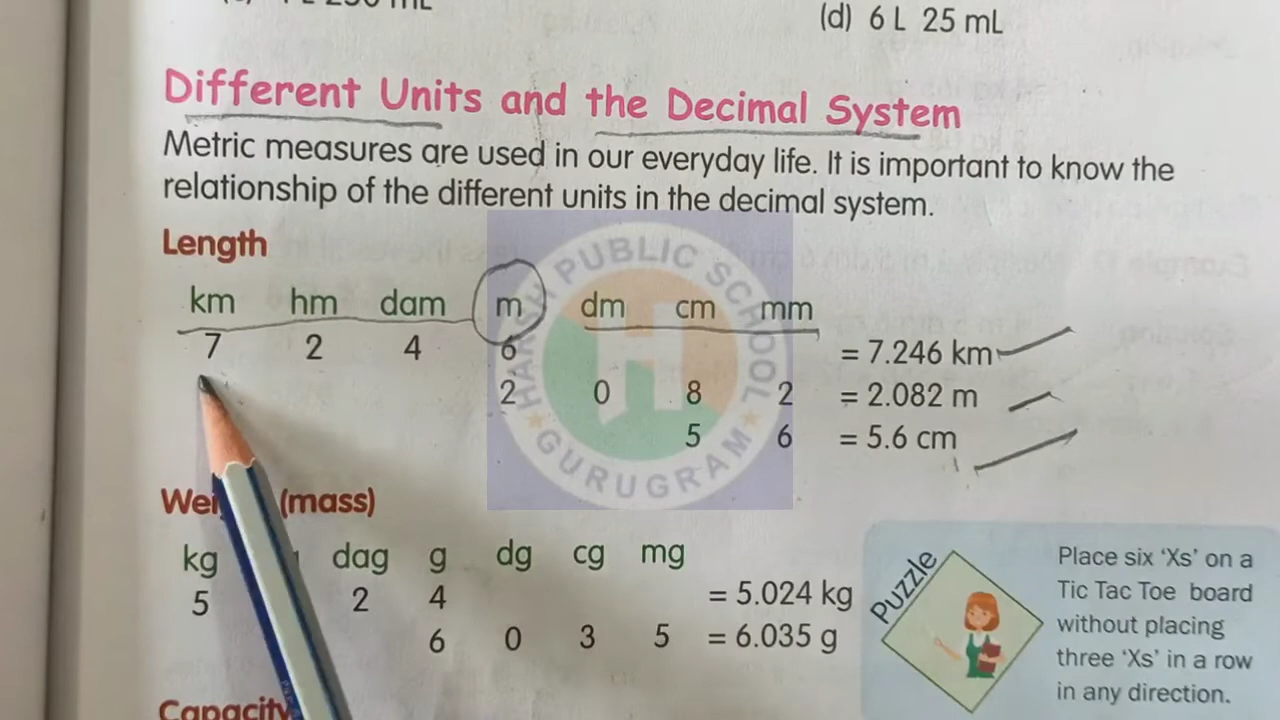 (d) 6 L 25 mL
Different Units and the Decimal System
Metric measures are used in our everyday life. It is important to know the
relationship of the different units in the decimal system.
Length
km hm dam m dm cm mm
7 2 4 6 = 7.246 km
2 0 8 2 = 2.082 m
5 6 = 5.6 cm
(mass)
kg dag g dg cg mg
5 2 4 = 5.024 kg
6 0 3 5 = 6.035 g
Capacity
Puzzle
Place six ‘Xs’ on a
Tic Tac Toe board
without placing
three ‘Xs’ in a row
in any direction.
HARSH PUBLIC SCHOOL
GURUGRAM